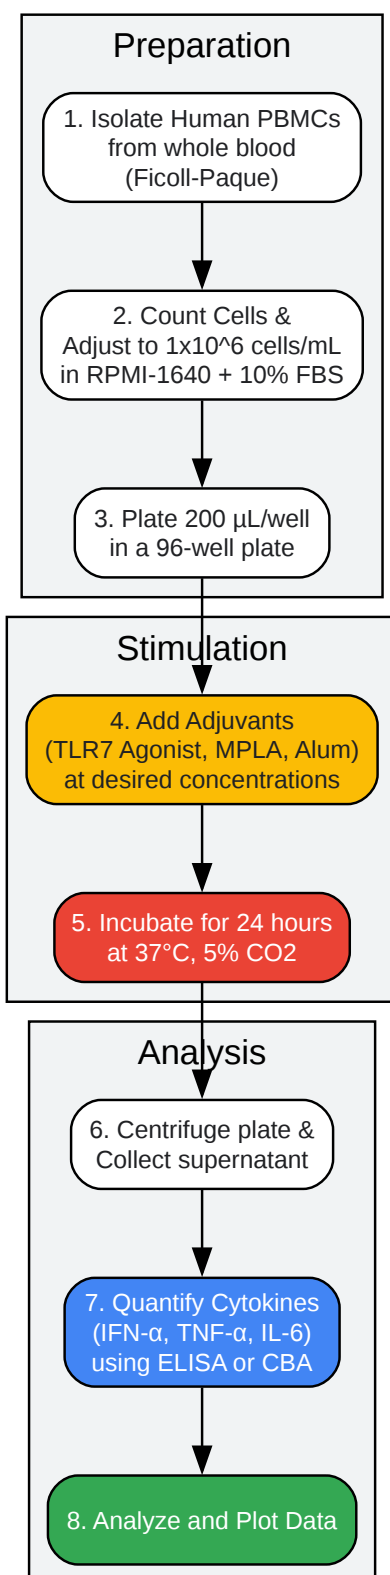 Preparation
1. Isolate Human PBMCs
from whole blood
(Ficoll-Paque)
2. Count Cells &
Adjust to 1x10^6 cells/mL
in RPMI-1640 + 10% FBS
3. Plate 200 µL/well
in a 96-well plate
Stimulation
4. Add Adjuvants
(TLR7 Agonist, MPLA, Alum)
at desired concentrations
5. Incubate for 24 hours
at 37°C, 5% CO2
Analysis
6. Centrifuge plate &
Collect supernatant
7. Quantify Cytokines
(IFN-α, TNF-α, IL-6)
using ELISA or CBA
8. Analyze and Plot Data